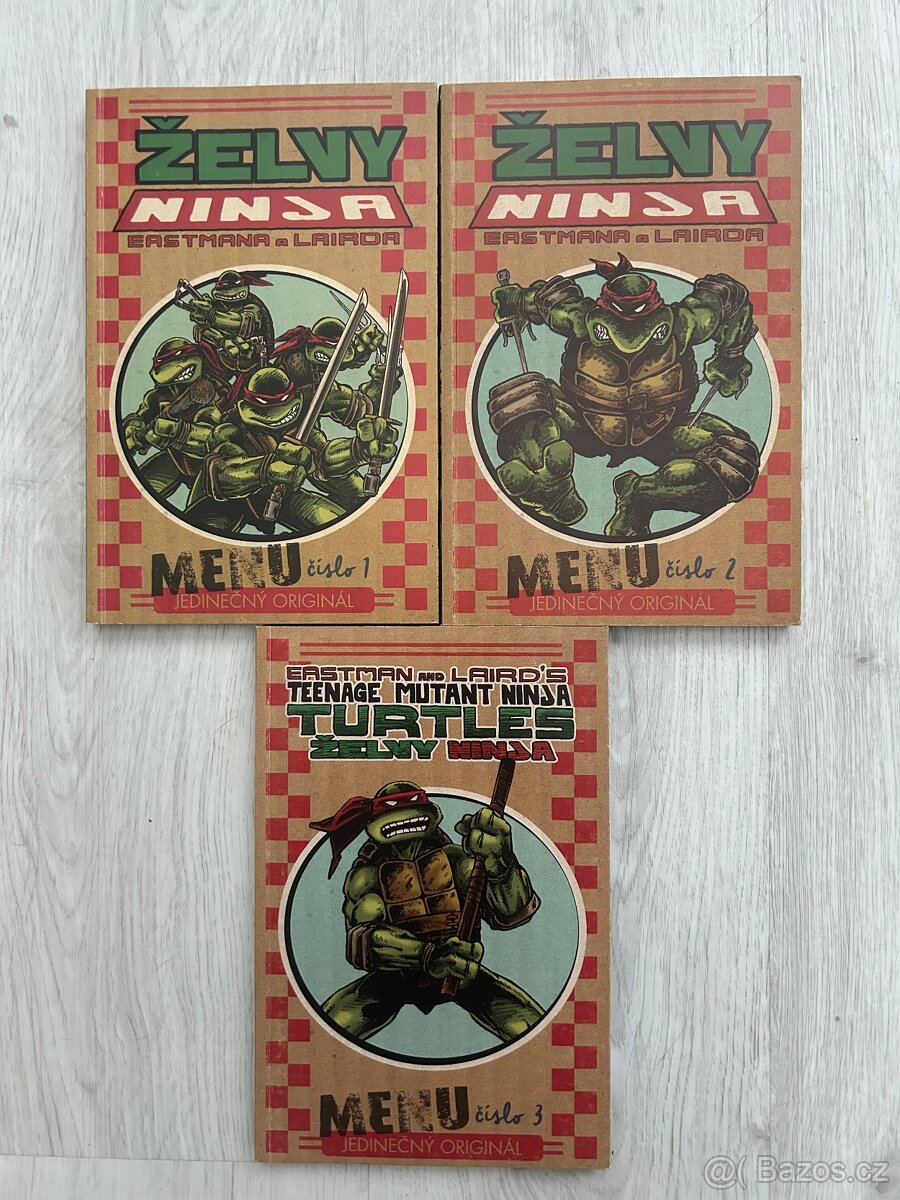 ŽELVY
NINJA
EASTMANA a LAIRDA
MENU číslo 1
JEDINEČNÝ ORIGINÁL
ŽELVY
NINJA
EASTMANA a LAIRDA
MENU číslo 2
JEDINEČNÝ ORIGINÁL
EASTMAN AND LAIRD'S
TEENAGE MUTANT NINJA
TURTLES
ŽELVY NINJA
MENU číslo 3
JEDINEČNÝ ORIGINÁL
@( Bazos.cz